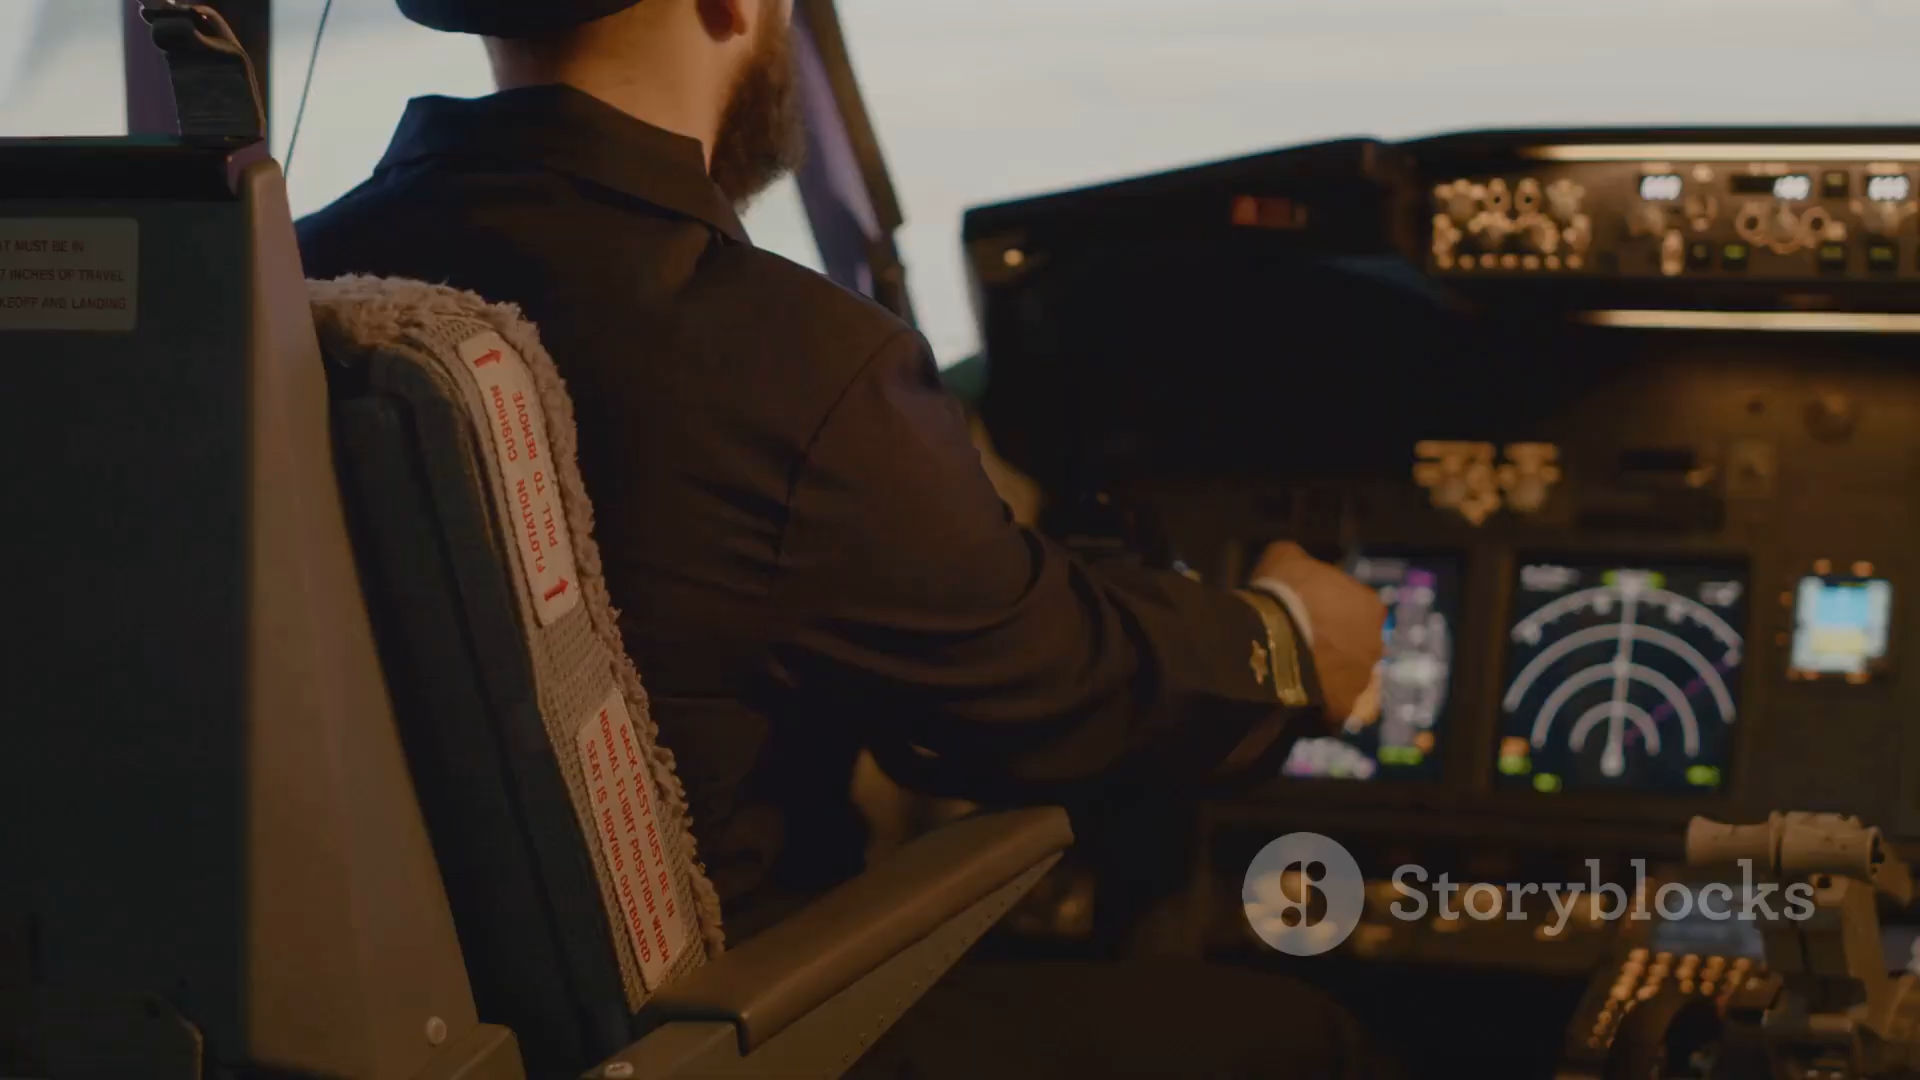 T MUST BE IN
7 INCHES OF TRAVEL
KEOFF AND LANDING
PULL TO REMOVE
FLOTATION CUSHION
BACK REST MUST BE IN
NORMAL FLIGHT POSITION WHEN
SEAT IS MOVING OUTBOARD
Storyblocks